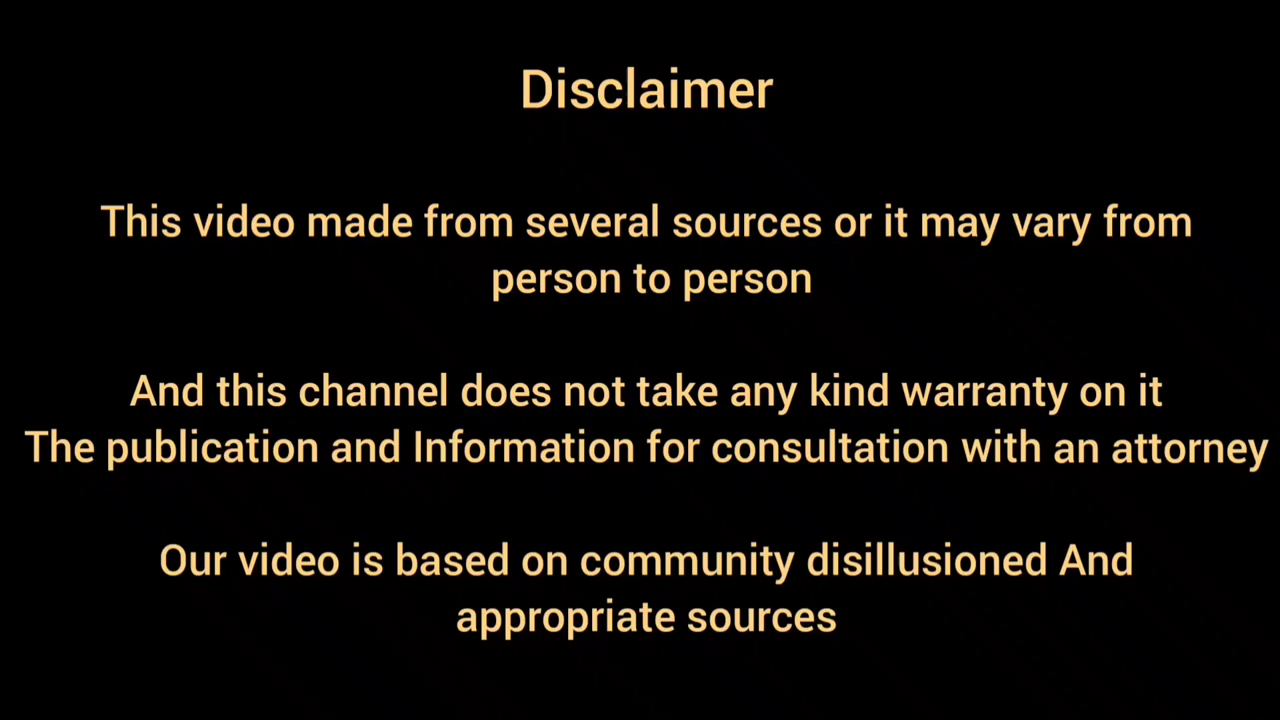 Disclaimer
This video made from several sources or it may vary from
person to person
And this channel does not take any kind warranty on it
The publication and Information for consultation with an attorney
Our video is based on community disillusioned And
appropriate sources